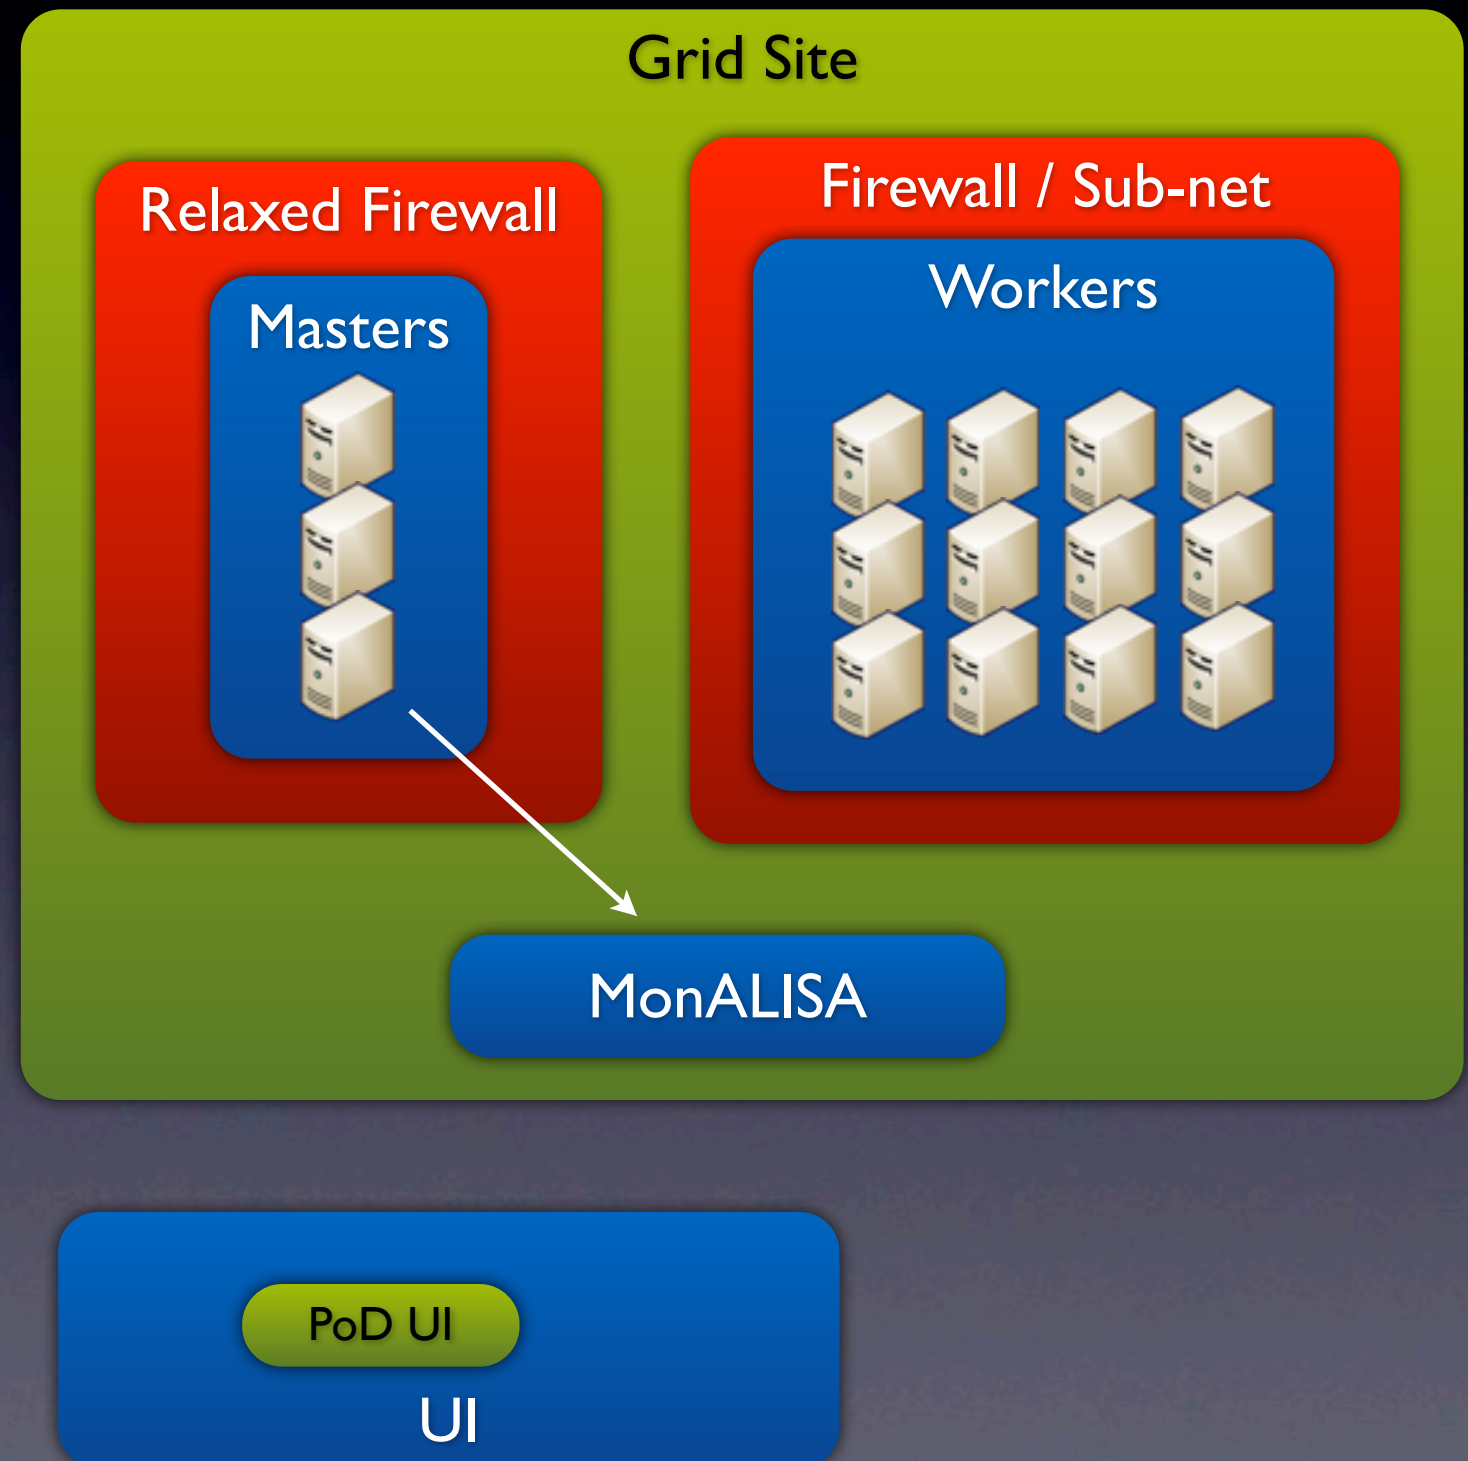 Grid Site
Relaxed Firewall
Firewall / Sub-net
Masters
Workers
MonALISA
PoD UI
UI